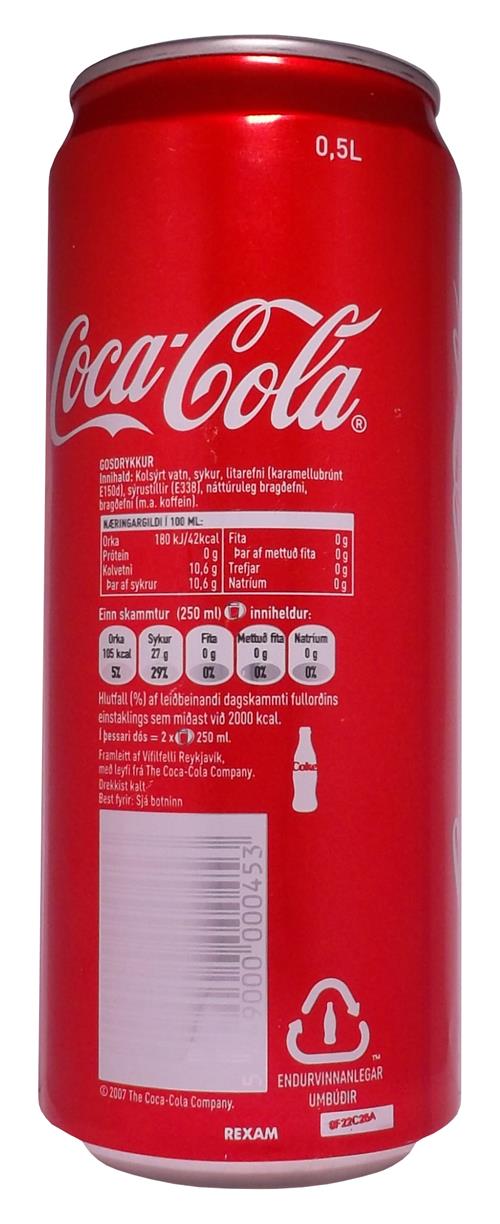 0,5L
Coca-Cola®
GOSDRYKKUR
Innihald: Kolsýrt vatn, sykur, litarefni (karamellubrúnt
E150d), sýrustillir (E338), náttúruleg bragðefni,
bragðefni (m.a. koffein).
NÆRINGARGILDI Í 100 ML:
Orka 180 kJ/42kcal Fita 0 g
Prótein 0 g Þar af mettuð fita 0 g
Kolvetni 10,6 g Trefjar 0 g
Þar af sykrur 10,6 g Natríum 0 g
Einn skammtur (250 ml) inniheldur:
Orka Sykur Fita Mettuð fita Natríum
105 kcal 27 g 0 g 0 g 0 g
5% 29% 0% 0% 0%
Hlutfall (%) af leiðbeinandi dagskammti fullorðins
einstaklings sem miðast við 2000 kcal.
Í þessari dós = 2 x 250 ml.
Framleitt af Vífilfelli Reykjavík,
með leyfi frá The Coca-Cola Company.
Drekkist kalt
Best fyrir: Sjá botninn
Coke
5 9000 000453
©2007 The Coca-Cola Company.
™
ENDURVINNANLEGAR
UMBÚÐIR
REXAM